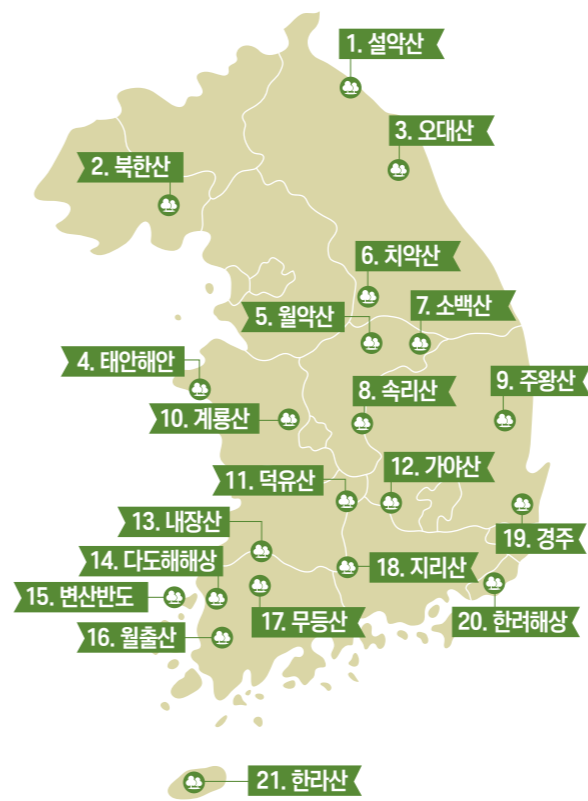 1. 설악산
3. 오대산
2. 북한산
6. 치악산
7. 소백산
5. 월악산
4. 태안해안
9. 주왕산
8. 속리산
10. 계룡산
12. 가야산
11. 덕유산
13. 내장산
19. 경주
14. 다도해해상
18. 지리산
15. 변산반도
17. 무등산
20. 한려해상
16. 월출산
21. 한라산